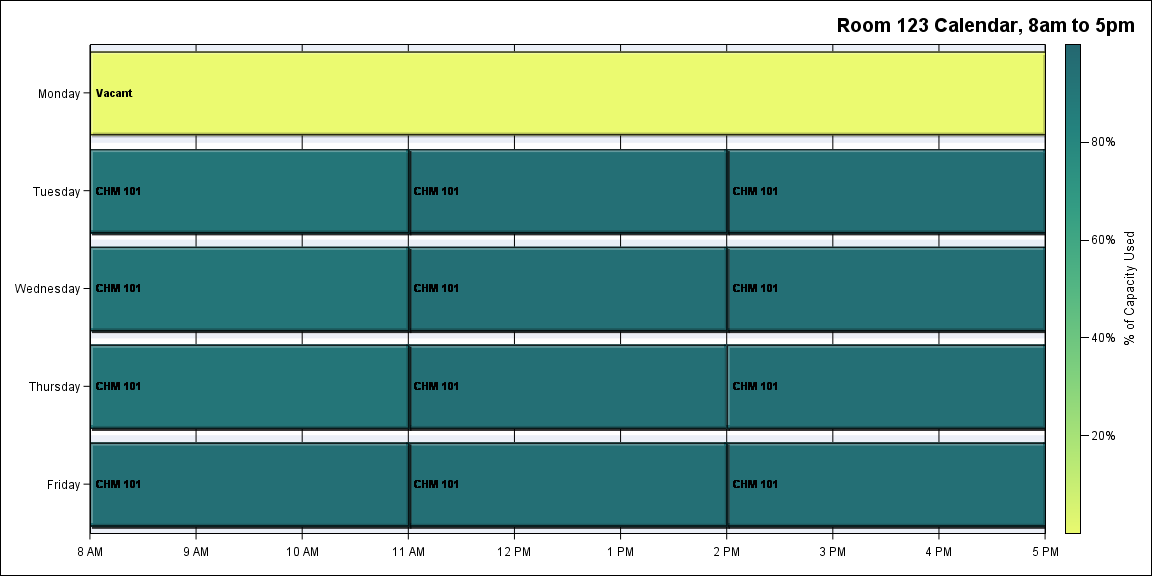 Room 123 Calendar, 8am to 5pm
Monday
Vacant
Tuesday
CHM 101
CHM 101
CHM 101
Wednesday
CHM 101
CHM 101
CHM 101
Thursday
CHM 101
CHM 101
CHM 101
Friday
CHM 101
CHM 101
CHM 101
8 AM
9 AM
10 AM
11 AM
12 PM
1 PM
2 PM
3 PM
4 PM
5 PM
80%
60%
40%
20%
% of Capacity Used